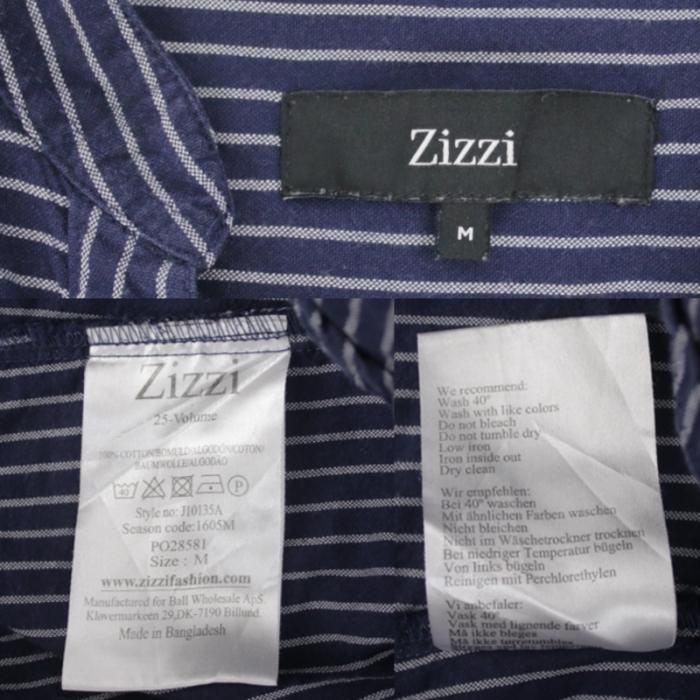 Zizzi
M
Zizzi
25-Volume
100% COTTON/BOMULD/ALGODÓN/COTON/
BAUMWOLLE/ALGODÃO
40
P
Style no: J10135A
Season code:1605M
PO28581
Size : M
www.zizzifashion.com
Manufactured for Ball Wholesale ApS.
Kløvermarken 29,DK-7190 Billund.
Made in Bangladesh
We recommend:
Wash 40°
Wash with like colors
Do not bleach
Do not tumble dry
Low iron
Iron inside out
Dry clean
Wir empfehlen:
Bei 40° waschen
Mit ähnlichen Farben waschen
Nicht bleichen
Nicht im Wäschetrockner trocknen
Bei niedriger Temperatur bügeln
Von links bügeln
Reinigen mit Perchlorethylen
Vi anbefaler:
Vask 40°
Vask med lignende farver
Må ikke bleges
Må ikke tørretumbles